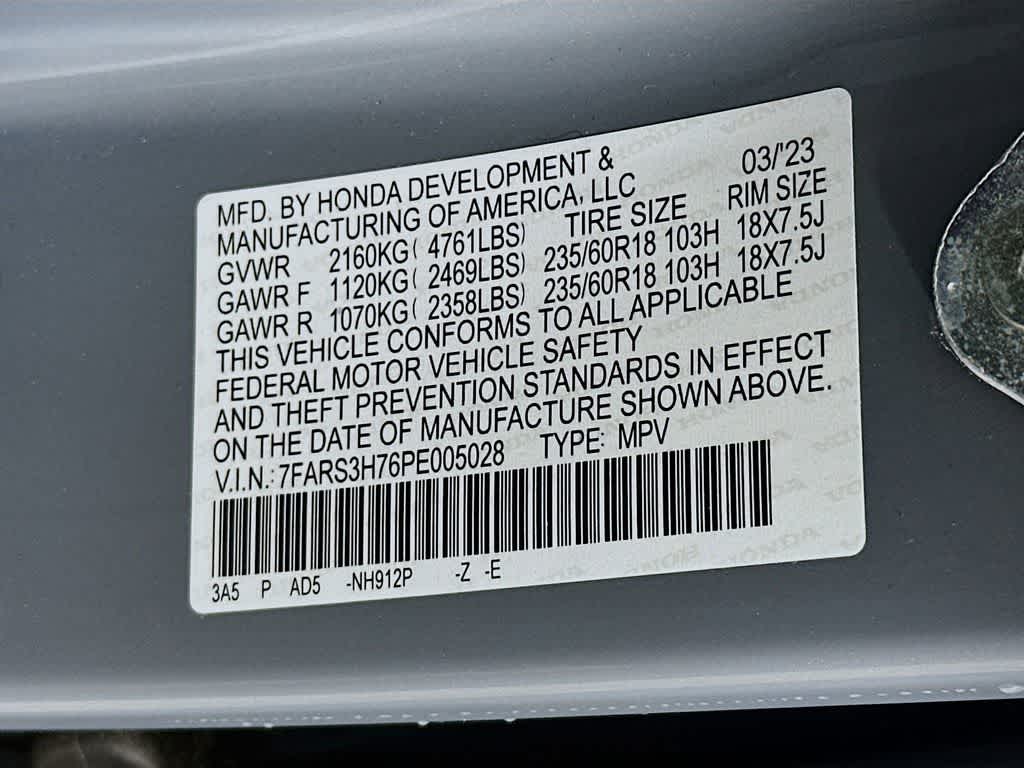 MFD. BY HONDA DEVELOPMENT & 03/'23
MANUFACTURING OF AMERICA, LLC RIM SIZE
GVWR 2160KG( 4761LBS) TIRE SIZE
GAWR F 1120KG( 2469LBS) 235/60R18 103H 18X7.5J
GAWR R 1070KG( 2358LBS) 235/60R18 103H 18X7.5J
THIS VEHICLE CONFORMS TO ALL APPLICABLE
FEDERAL MOTOR VEHICLE SAFETY
AND THEFT PREVENTION STANDARDS IN EFFECT
ON THE DATE OF MANUFACTURE SHOWN ABOVE.
V.I.N.: 7FARS3H76PE005028 TYPE: MPV
3A5 P AD5 -NH912P -Z -E